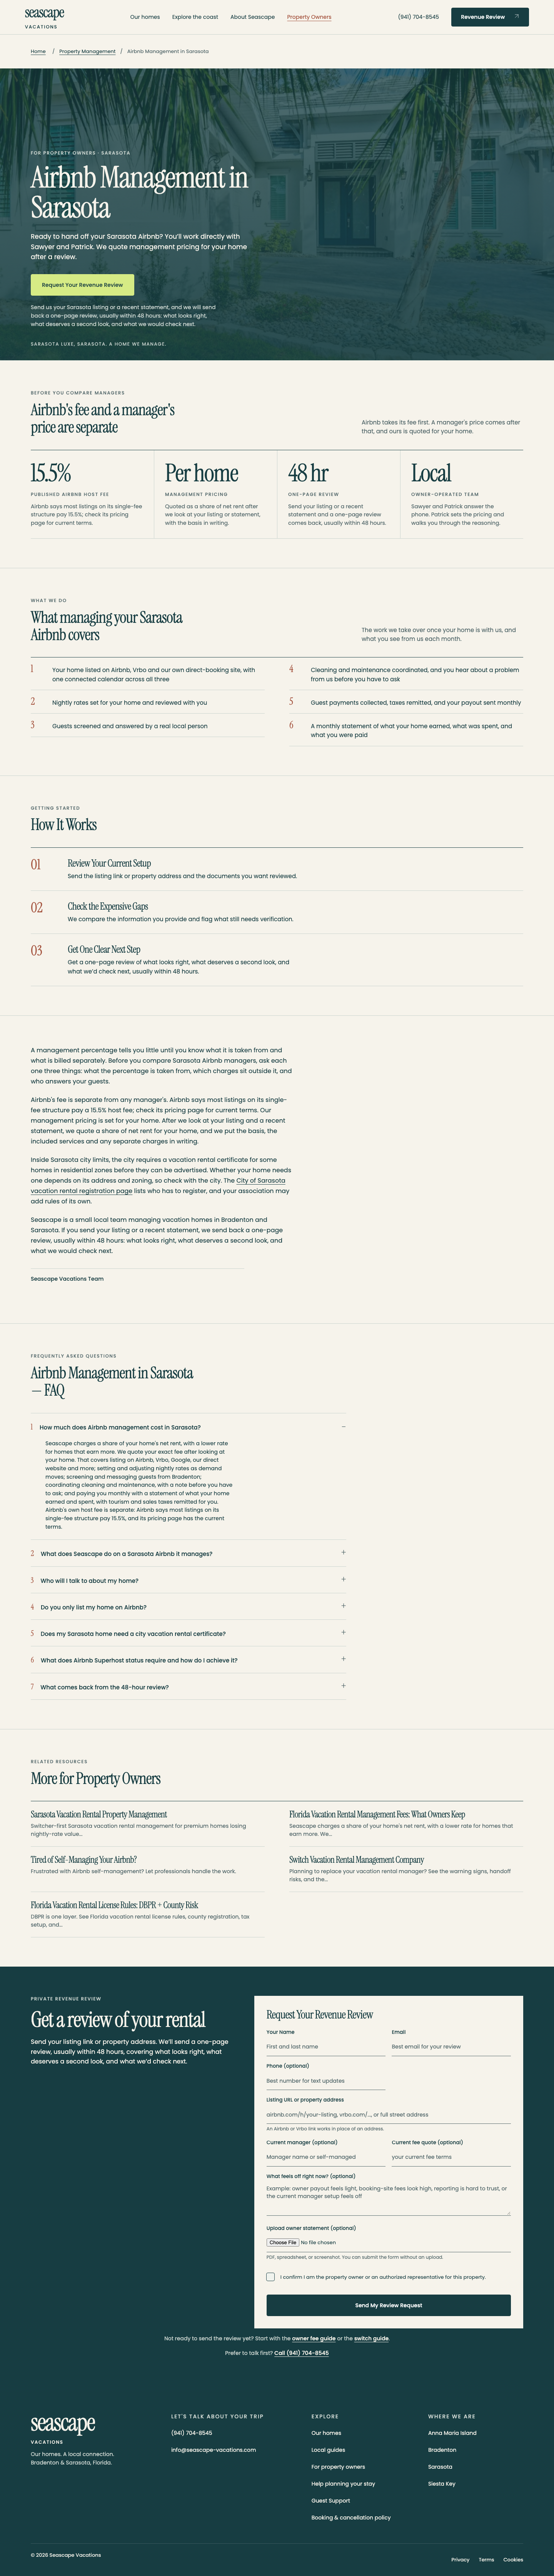 seascape
VACATIONS
Our homes
Explore the coast
About Seascape
Property Owners
(941) 704-8545
Revenue Review
Home / Property Management / Airbnb Management in Sarasota
FOR PROPERTY OWNERS · SARASOTA
Airbnb Management in
Sarasota
Ready to hand off your Sarasota Airbnb? You'll work directly with
Sawyer and Patrick. We quote management pricing for your home
after a review.
Request Your Revenue Review
Send us your Sarasota listing or a recent statement, and we will send
back a one-page review, usually within 48 hours: what looks right,
what deserves a second look, and what we would check next.
SARASOTA LUXE, SARASOTA. A HOME WE MANAGE.
BEFORE YOU COMPARE MANAGERS
Airbnb's fee and a manager's
price are separate
Airbnb takes its fee first. A manager's price comes after
that, and ours is quoted for your home.
15.5%
PUBLISHED AIRBNB HOST FEE
Airbnb says most listings on its single-fee
structure pay 15.5%; check its pricing
page for current terms.
Per home
MANAGEMENT PRICING
Quoted as a share of net rent after
we look at your listing or statement,
with the basis in writing.
48 hr
ONE-PAGE REVIEW
Send your listing or a recent
statement and a one-page review
comes back, usually within 48 hours.
Local
OWNER-OPERATED TEAM
Sawyer and Patrick answer the
phone. Patrick sets the pricing and
walks you through the reasoning.
WHAT WE DO
What managing your Sarasota
Airbnb covers
The work we take over once your home is with us, and
what you see from us each month.
1 Your home listed on Airbnb, Vrbo and our own direct-booking site, with
one connected calendar across all three
2 Nightly rates set for your home and reviewed with you
3 Guests screened and answered by a real local person
4 Cleaning and maintenance coordinated, and you hear about a problem
from us before you have to ask
5 Guest payments collected, taxes remitted, and your payout sent monthly
6 A monthly statement of what your home earned, what was spent, and
what you were paid
GETTING STARTED
How It Works
01 Review Your Current Setup
Send the listing link or property address and the documents you want reviewed.
02 Check the Expensive Gaps
We compare the information you provide and flag what still needs verification.
03 Get One Clear Next Step
Get a one-page review of what looks right, what deserves a second look, and
what we'd check next, usually within 48 hours.
A management percentage tells you little until you know what it is taken from and
what is billed separately. Before you compare Sarasota Airbnb managers, ask each
one three things: what the percentage is taken from, which charges sit outside it, and
who answers your guests.
Airbnb's fee is separate from any manager's. Airbnb says most listings on its single-
fee structure pay a 15.5% host fee; check its pricing page for current terms. Our
management pricing is set for your home. After we look at your listing and a recent
statement, we quote a share of net rent for your home, and we put the basis, the
included services and any separate charges in writing.
Inside Sarasota city limits, the city requires a vacation rental certificate for some
homes in residential zones before they can be advertised. Whether your home needs
one depends on its address and zoning, so check with the city. The City of Sarasota
vacation rental registration page lists who has to register, and your association may
add rules of its own.
Seascape is a small local team managing vacation homes in Bradenton and
Sarasota. If you send your listing or a recent statement, we send back a one-page
review, usually within 48 hours: what looks right, what deserves a second look, and
what we would check next.
Seascape Vacations Team
FREQUENTLY ASKED QUESTIONS
Airbnb Management in Sarasota
— FAQ
1 How much does Airbnb management cost in Sarasota? −
Seascape charges a share of your home's net rent, with a lower rate
for homes that earn more. We quote your exact fee after looking at
your home. That covers listing on Airbnb, Vrbo, Google, our direct
website and more; setting and adjusting nightly rates as demand
moves; screening and messaging guests from Bradenton;
coordinating cleaning and maintenance, with a note before you have
to ask; and paying you monthly with a statement of what your home
earned and spent, with tourism and sales taxes remitted for you.
Airbnb's own host fee is separate: Airbnb says most listings on its
single-fee structure pay 15.5%, and its pricing page has the current
terms.
2 What does Seascape do on a Sarasota Airbnb it manages? +
3 Who will I talk to about my home? +
4 Do you only list my home on Airbnb? +
5 Does my Sarasota home need a city vacation rental certificate? +
6 What does Airbnb Superhost status require and how do I achieve it? +
7 What comes back from the 48-hour review? +
RELATED RESOURCES
More for Property Owners
Sarasota Vacation Rental Property Management
Switcher-first Sarasota vacation rental management for premium homes losing
nightly-rate value...
Florida Vacation Rental Management Fees: What Owners Keep
Seascape charges a share of your home's net rent, with a lower rate for homes that
earn more. We...
Tired of Self-Managing Your Airbnb?
Frustrated with Airbnb self-management? Let professionals handle the work.
Switch Vacation Rental Management Company
Planning to replace your vacation rental manager? See the warning signs, handoff
risks, and the...
Florida Vacation Rental License Rules: DBPR + County Risk
DBPR is one layer. See Florida vacation rental license rules, county registration, tax
setup, and...
PRIVATE REVENUE REVIEW
Get a review of your rental
Send your listing link or property address. We'll send a one-page
review, usually within 48 hours, covering what looks right, what
deserves a second look, and what we'd check next.
Request Your Revenue Review
Your Name
First and last name
Email
Best email for your review
Phone (optional)
Best number for text updates
Listing URL or property address
airbnb.com/h/your-listing, vrbo.com/..., or full street address
An Airbnb or Vrbo link works in place of an address.
Current manager (optional)
Manager name or self-managed
Current fee quote (optional)
your current fee terms
What feels off right now? (optional)
Example: owner payout feels light, booking-site fees look high, reporting is hard to trust, or
the current manager setup feels off
Upload owner statement (optional)
Choose File No file chosen
PDF, spreadsheet, or screenshot. You can submit the form without an upload.
I confirm I am the property owner or an authorized representative for this property.
Send My Review Request
Not ready to send the review yet? Start with the owner fee guide or the switch guide.
Prefer to talk first? Call (941) 704-8545
seascape
VACATIONS
Our homes. A local connection.
Bradenton & Sarasota, Florida.
LET'S TALK ABOUT YOUR TRIP
(941) 704-8545
info@seascape-vacations.com
EXPLORE
Our homes
Local guides
For property owners
Help planning your stay
Guest Support
Booking & cancellation policy
WHERE WE ARE
Anna Maria Island
Bradenton
Sarasota
Siesta Key
© 2026 Seascape Vacations
Privacy
Terms
Cookies